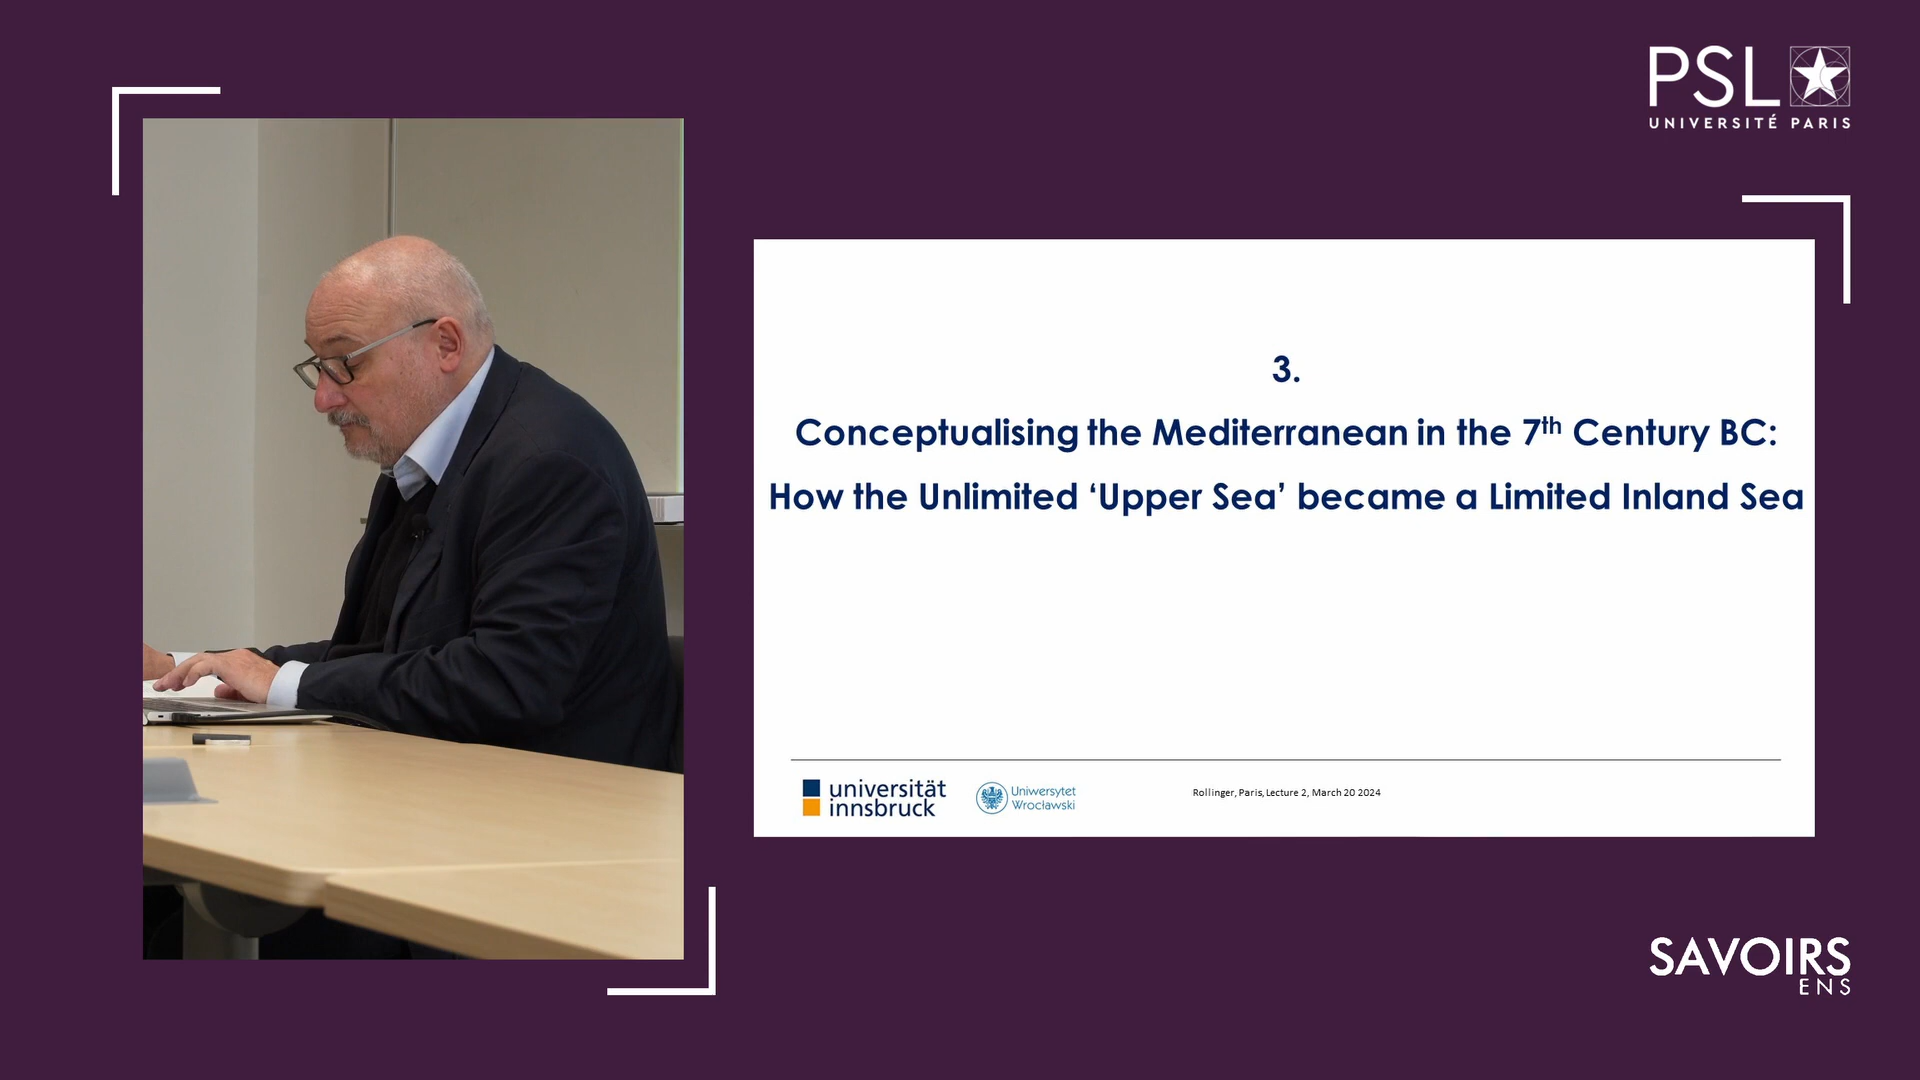 PSL
UNIVERSITÉ PARIS
3.
Conceptualising the Mediterranean in the 7th Century BC:
How the Unlimited ‘Upper Sea’ became a Limited Inland Sea
universität
innsbruck
Uniwersytet
Wrocławski
Rollinger, Paris, Lecture 2, March 20 2024
SAVOIRS
ENS